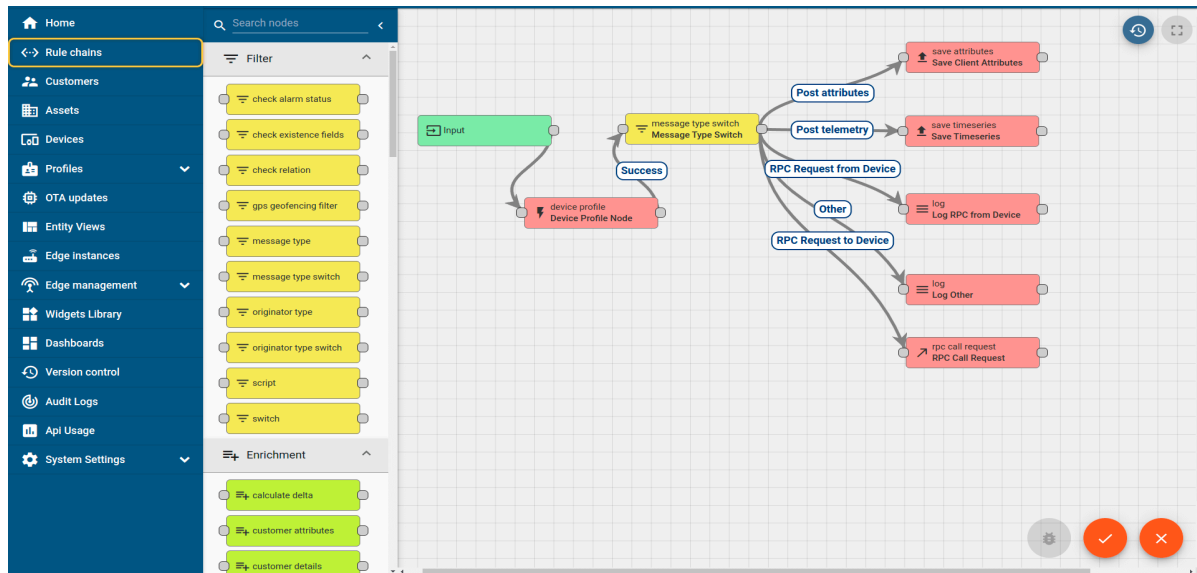 Home
Rule chains
Customers
Assets
Devices
Profiles
OTA updates
Entity Views
Edge instances
Edge management
Widgets Library
Dashboards
Version control
Audit Logs
Api Usage
System Settings
Search nodes
Filter
check alarm status
check existence fields
check relation
gps geofencing filter
message type
message type switch
originator type
originator type switch
script
switch
Enrichment
calculate delta
customer attributes
customer details
Input
device profile
Device Profile Node
Success
message type switch
Message Type Switch
Post attributes
Post telemetry
RPC Request from Device
Other
RPC Request to Device
save attributes
Save Client Attributes
save timeseries
Save Timeseries
log
Log RPC from Device
log
Log Other
rpc call request
RPC Call Request